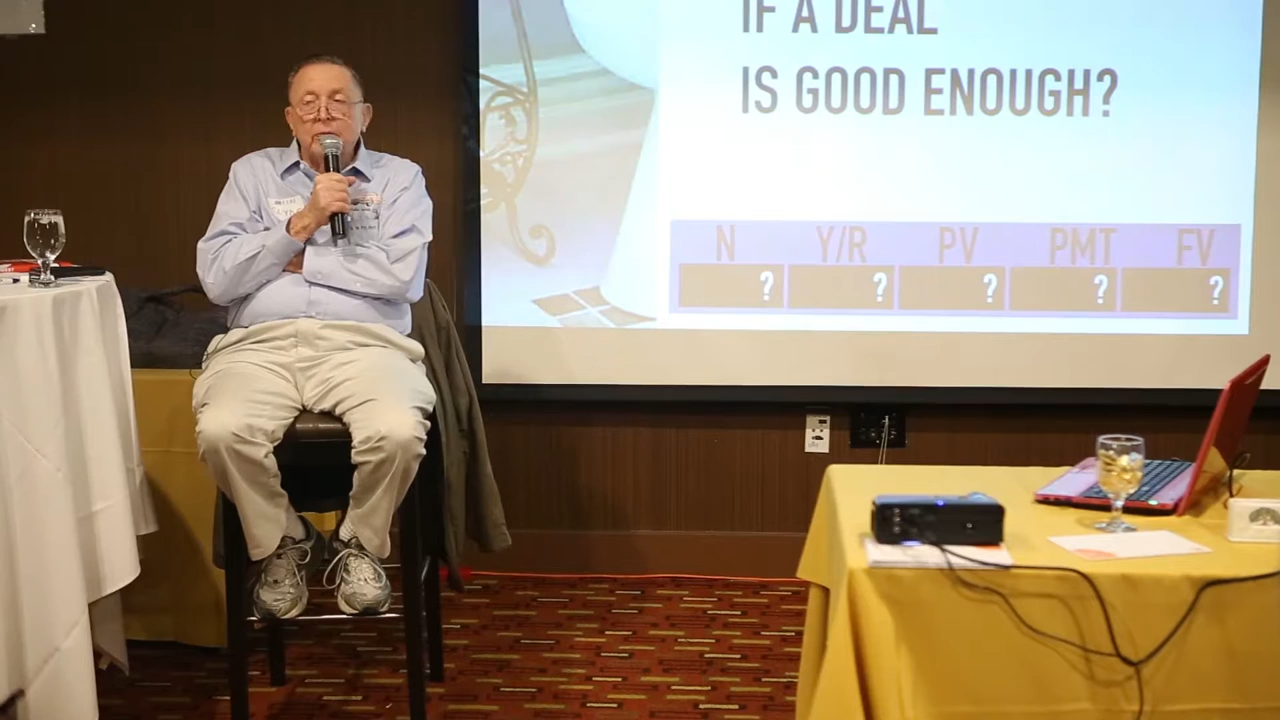 IF A DEAL
IS GOOD ENOUGH?
N Y/R PV PMT FV
? ? ? ? ?